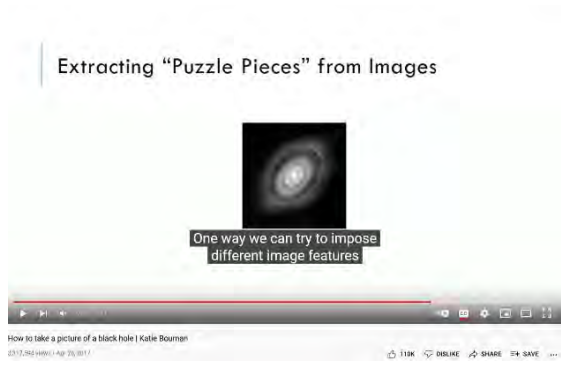 Extracting “Puzzle Pieces” from Images
One way we can try to impose
different image features
How to take a picture of a black hole | Katie Bouman
DISLIKE SHARE SAVE ...